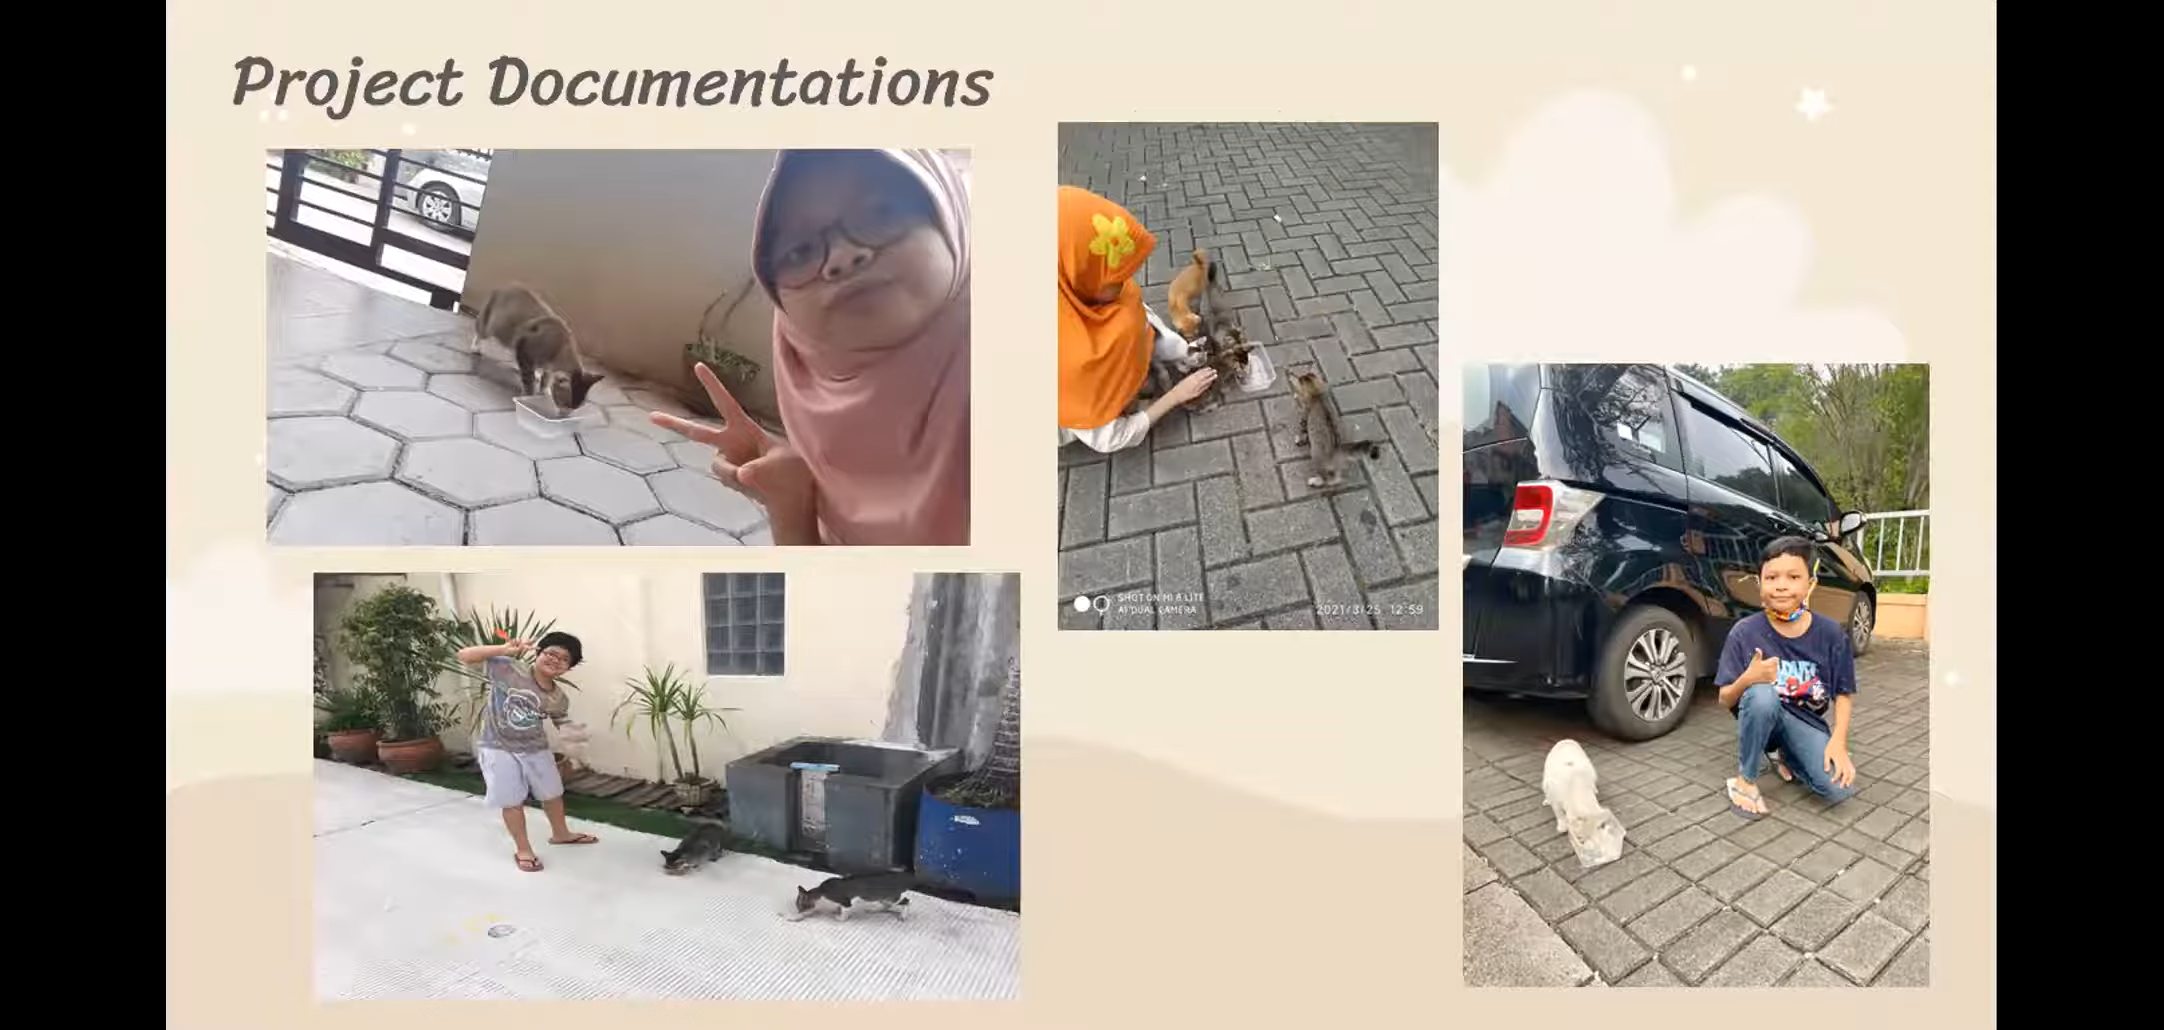 Project Documentations
SHOT ON MI 8 LITE
AI DUAL CAMERA
2021/3/25 12:59